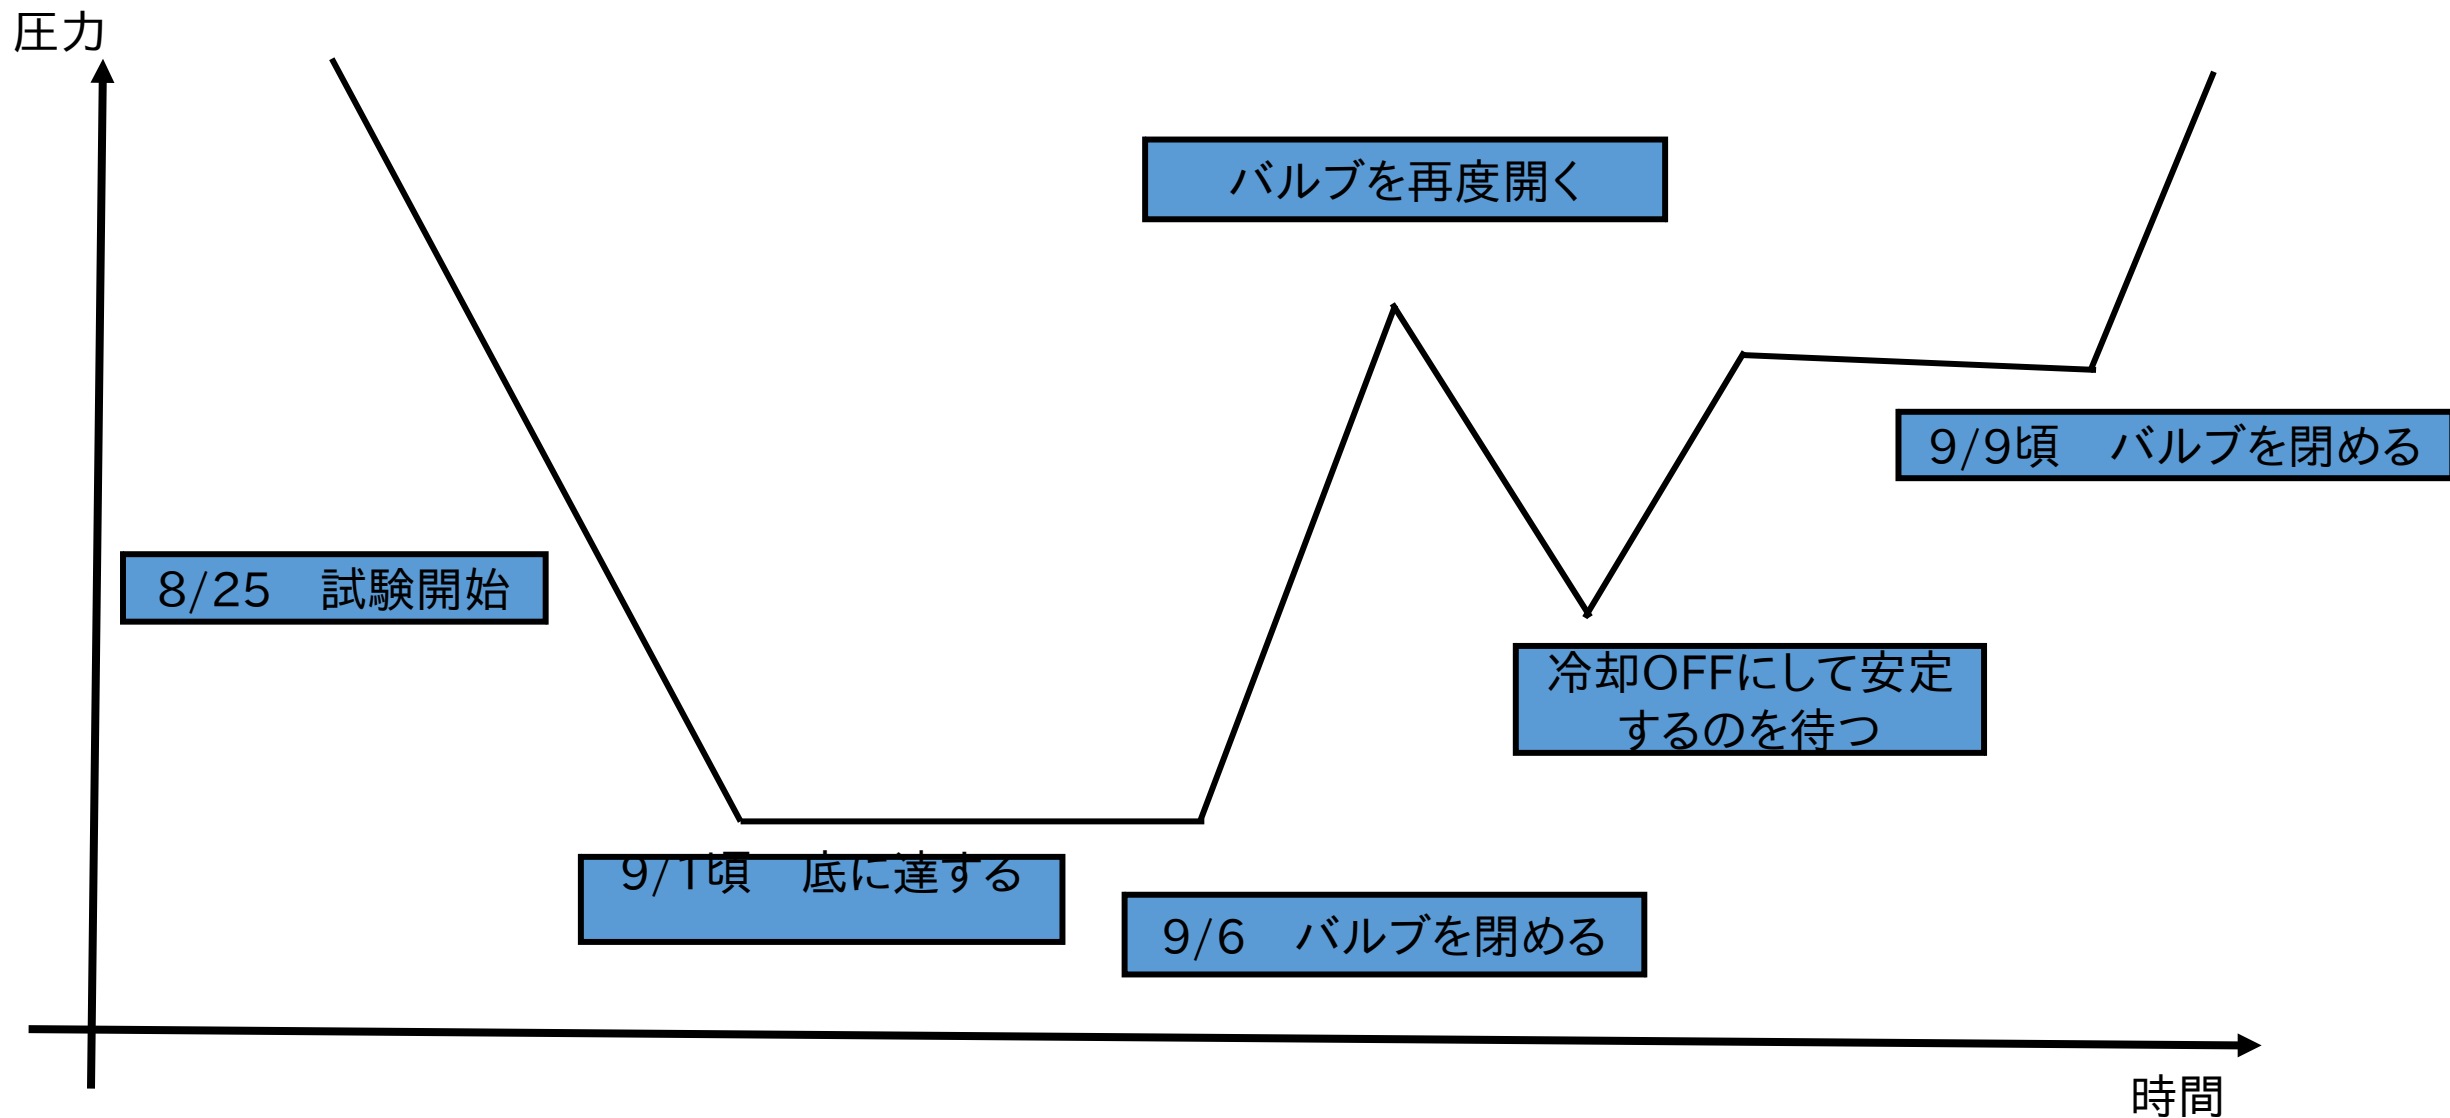 圧力
バルブを再度開く
9/9頃　バルブを閉める
8/25　試験開始
冷却OFFにして安定
するのを待つ
9/1頃　底に達する
9/6　バルブを閉める
時間